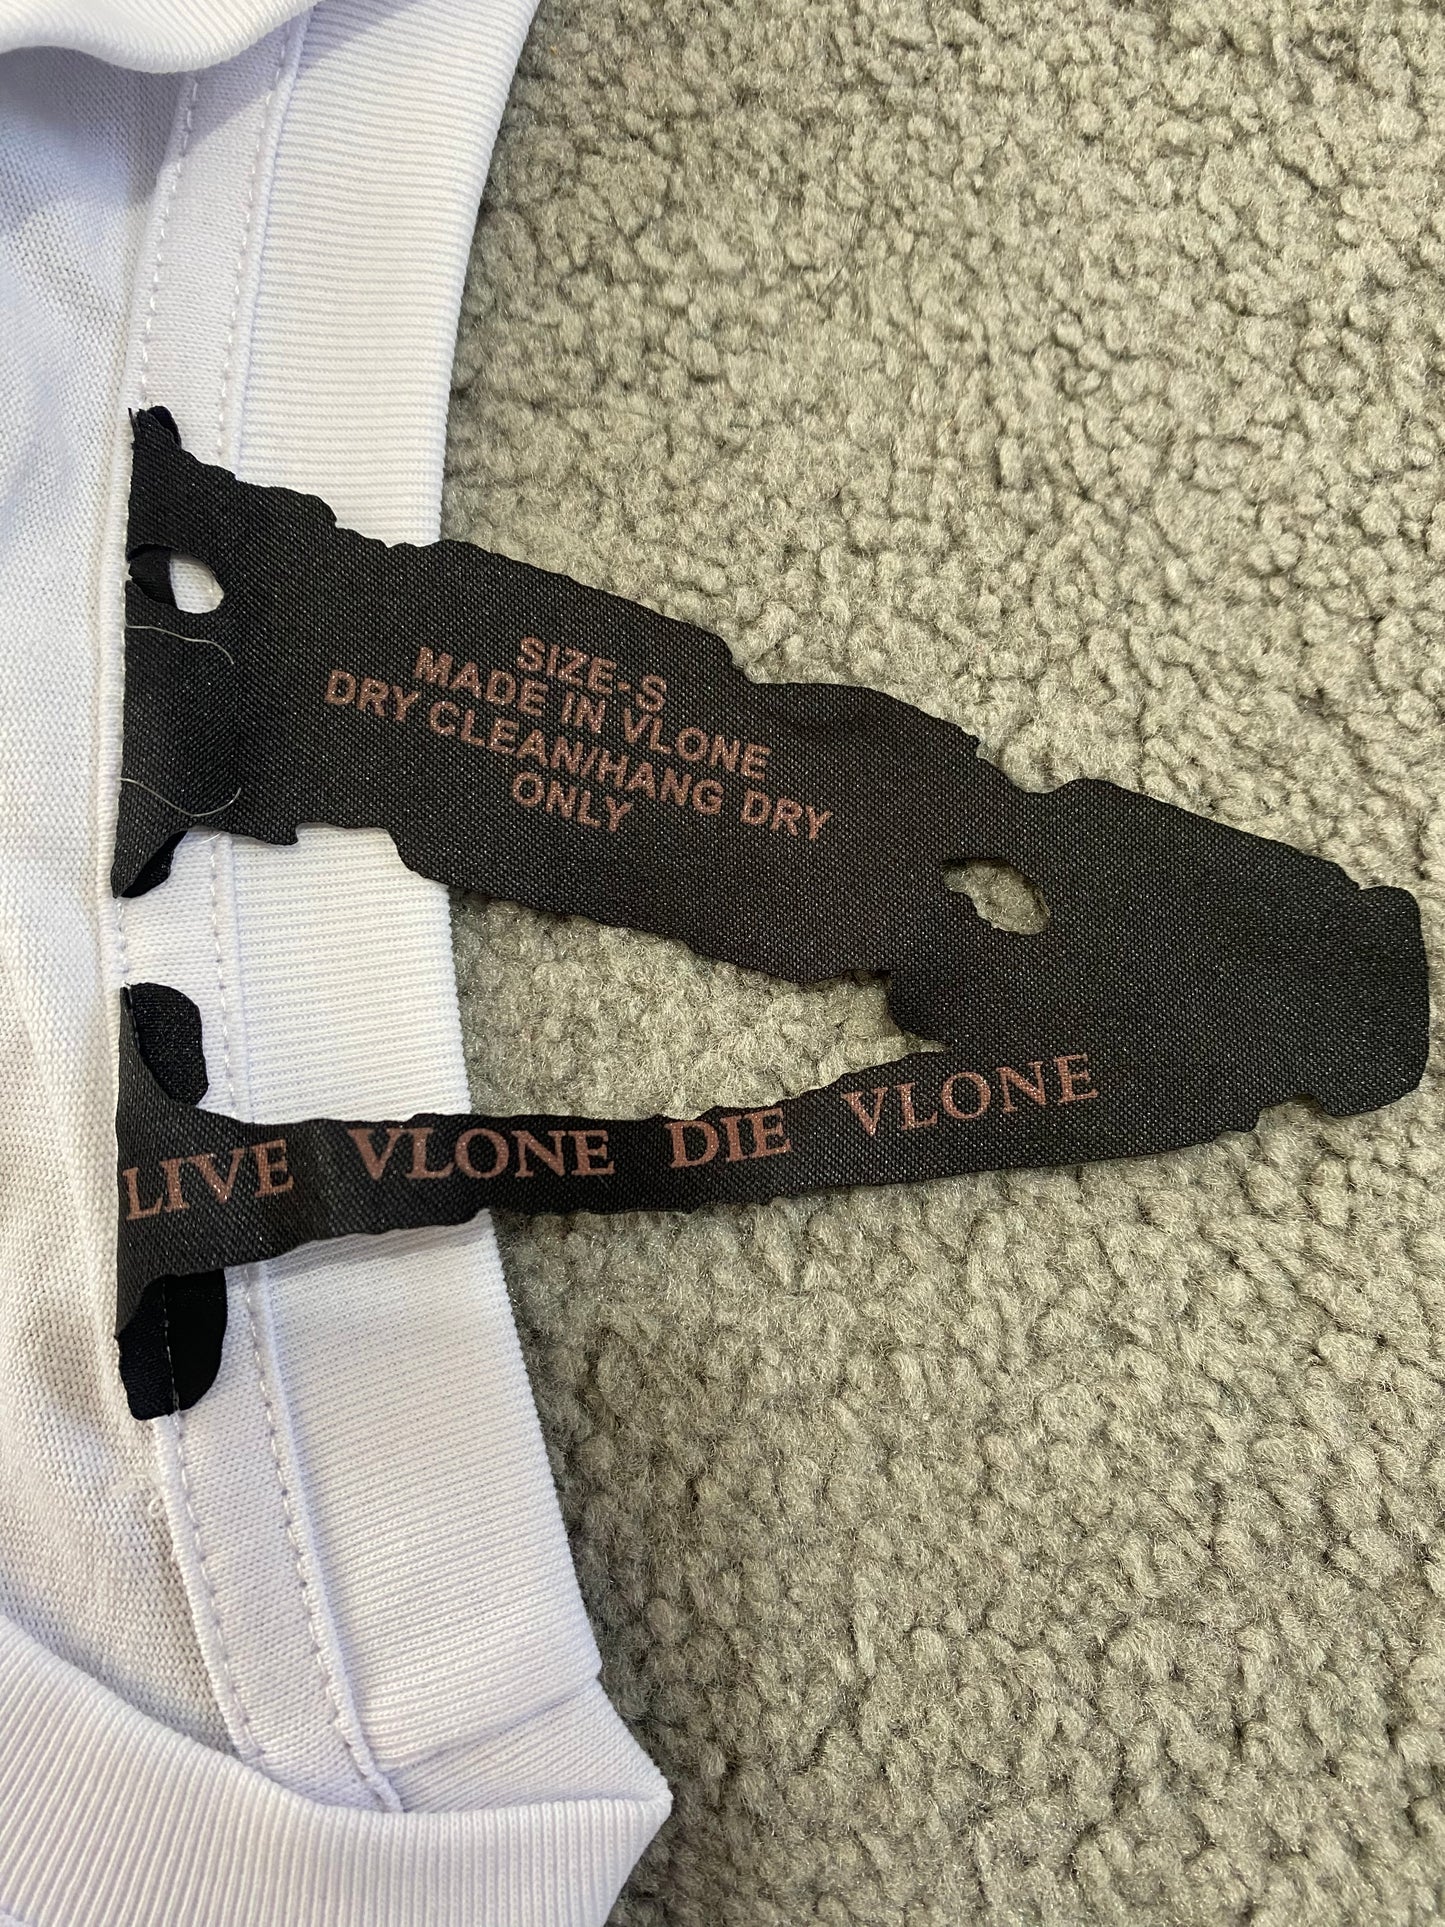 SIZE-S
MADE IN VLONE
DRY CLEAN/HANG DRY
ONLY
LIVE VLONE DIE VLONE